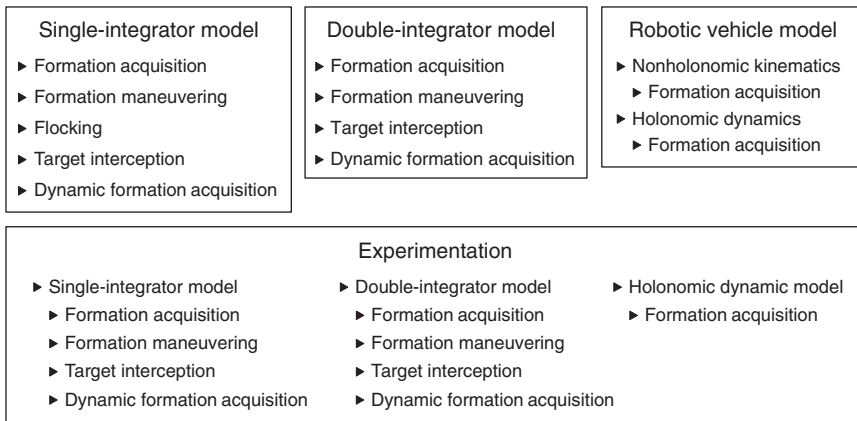 Single-integrator model
Formation acquisition
Formation maneuvering
Flocking
Target interception
Dynamic formation acquisition
Double-integrator model
Formation acquisition
Formation maneuvering
Target interception
Dynamic formation acquisition
Robotic vehicle model
Nonholonomic kinematics
Formation acquisition
Holonomic dynamics
Formation acquisition
Experimentation
Single-integrator model
Formation acquisition
Formation maneuvering
Target interception
Dynamic formation acquisition
Double-integrator model
Formation acquisition
Formation maneuvering
Target interception
Dynamic formation acquisition
Holonomic dynamic model
Formation acquisition